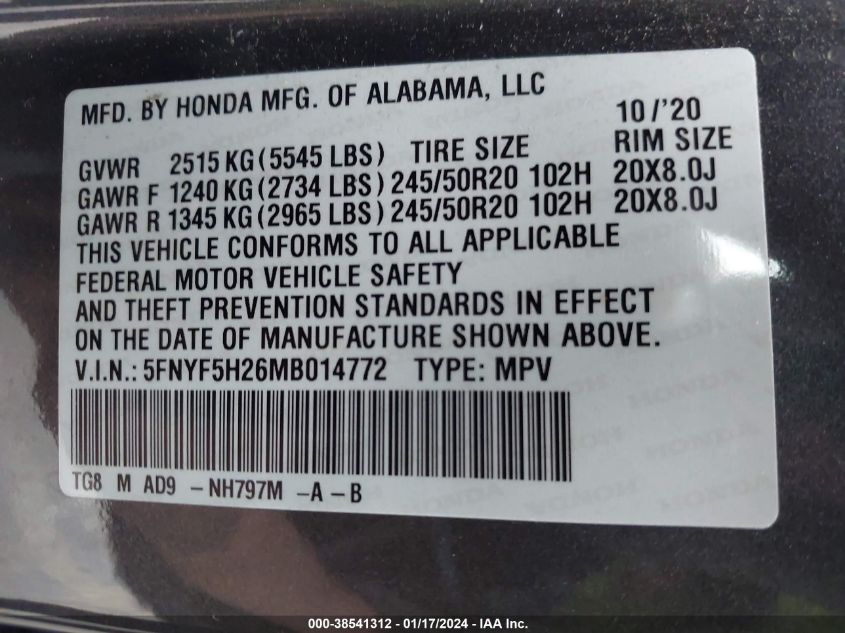 MFD. BY HONDA MFG. OF ALABAMA, LLC
10/'20
GVWR 2515 KG (5545 LBS) TIRE SIZE RIM SIZE
GAWR F 1240 KG (2734 LBS) 245/50R20 102H 20X8.0J
GAWR R 1345 KG (2965 LBS) 245/50R20 102H 20X8.0J
THIS VEHICLE CONFORMS TO ALL APPLICABLE
FEDERAL MOTOR VEHICLE SAFETY
AND THEFT PREVENTION STANDARDS IN EFFECT
ON THE DATE OF MANUFACTURE SHOWN ABOVE.
V.I.N.: 5FNYF5H26MB014772 TYPE: MPV
TG8 M AD9 -NH797M -A-B
000-38541312 - 01/17/2024 - IAA Inc.